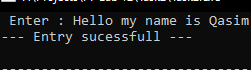 Enter : Hello my name is Qasim
--- Entry sucessfull ---